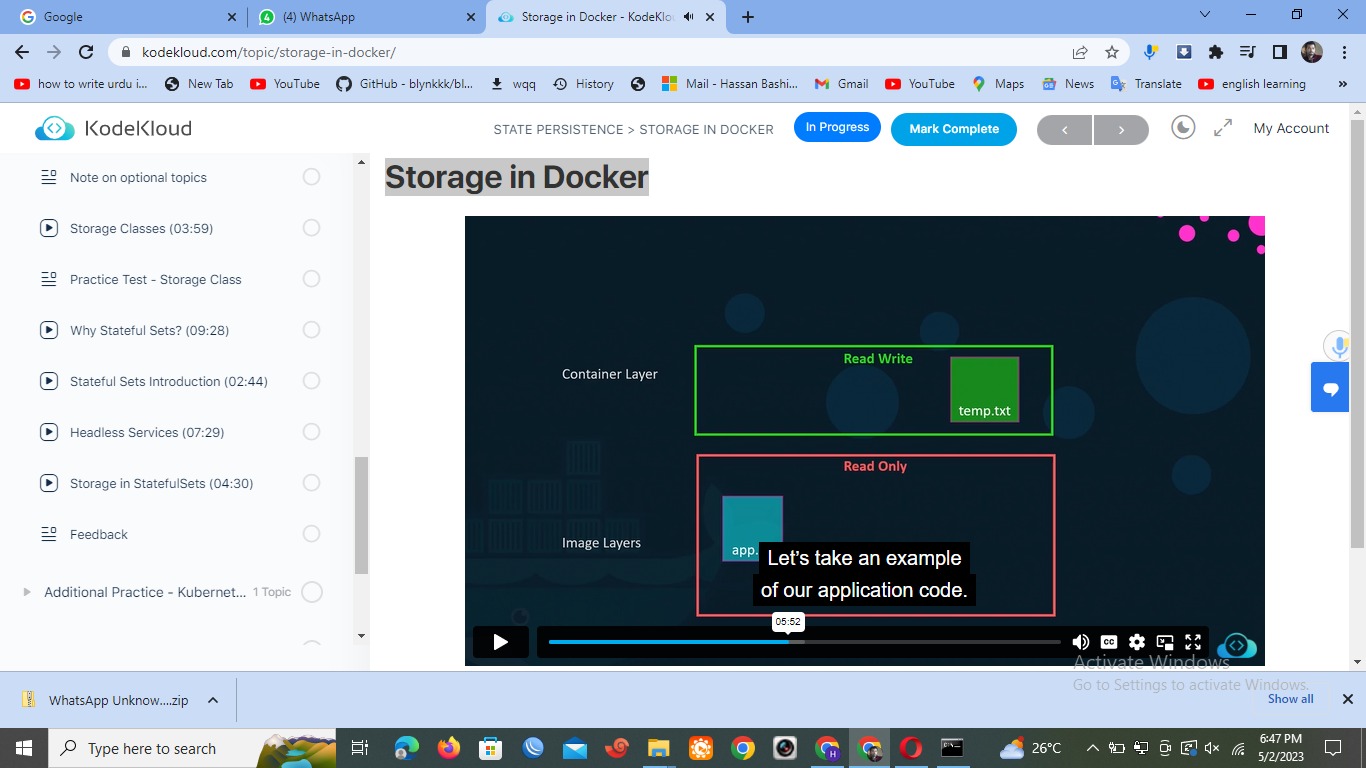 Google
(4) WhatsApp
Storage in Docker - KodeKlou
kodekloud.com/topic/storage-in-docker/
how to write urdu i...
New Tab
YouTube
GitHub - blynkkk/bl...
wqq
History
Mail - Hassan Bashi...
Gmail
YouTube
Maps
News
Translate
english learning
»
KodeKloud
STATE PERSISTENCE > STORAGE IN DOCKER
In Progress
Mark Complete
My Account
Note on optional topics
Storage Classes (03:59)
Practice Test - Storage Class
Why Stateful Sets? (09:28)
Stateful Sets Introduction (02:44)
Headless Services (07:29)
Storage in StatefulSets (04:30)
Feedback
Additional Practice - Kubernet...
1 Topic
Storage in Docker
Container Layer
Read Write
temp.txt
Read Only
Image Layers
app.
Let's take an example
of our application code.
05:52
CC
Activate Windows
Go to Settings to activate Windows.
WhatsApp Unknow....zip
Show all
Type here to search
26°C
6:47 PM
5/2/2023